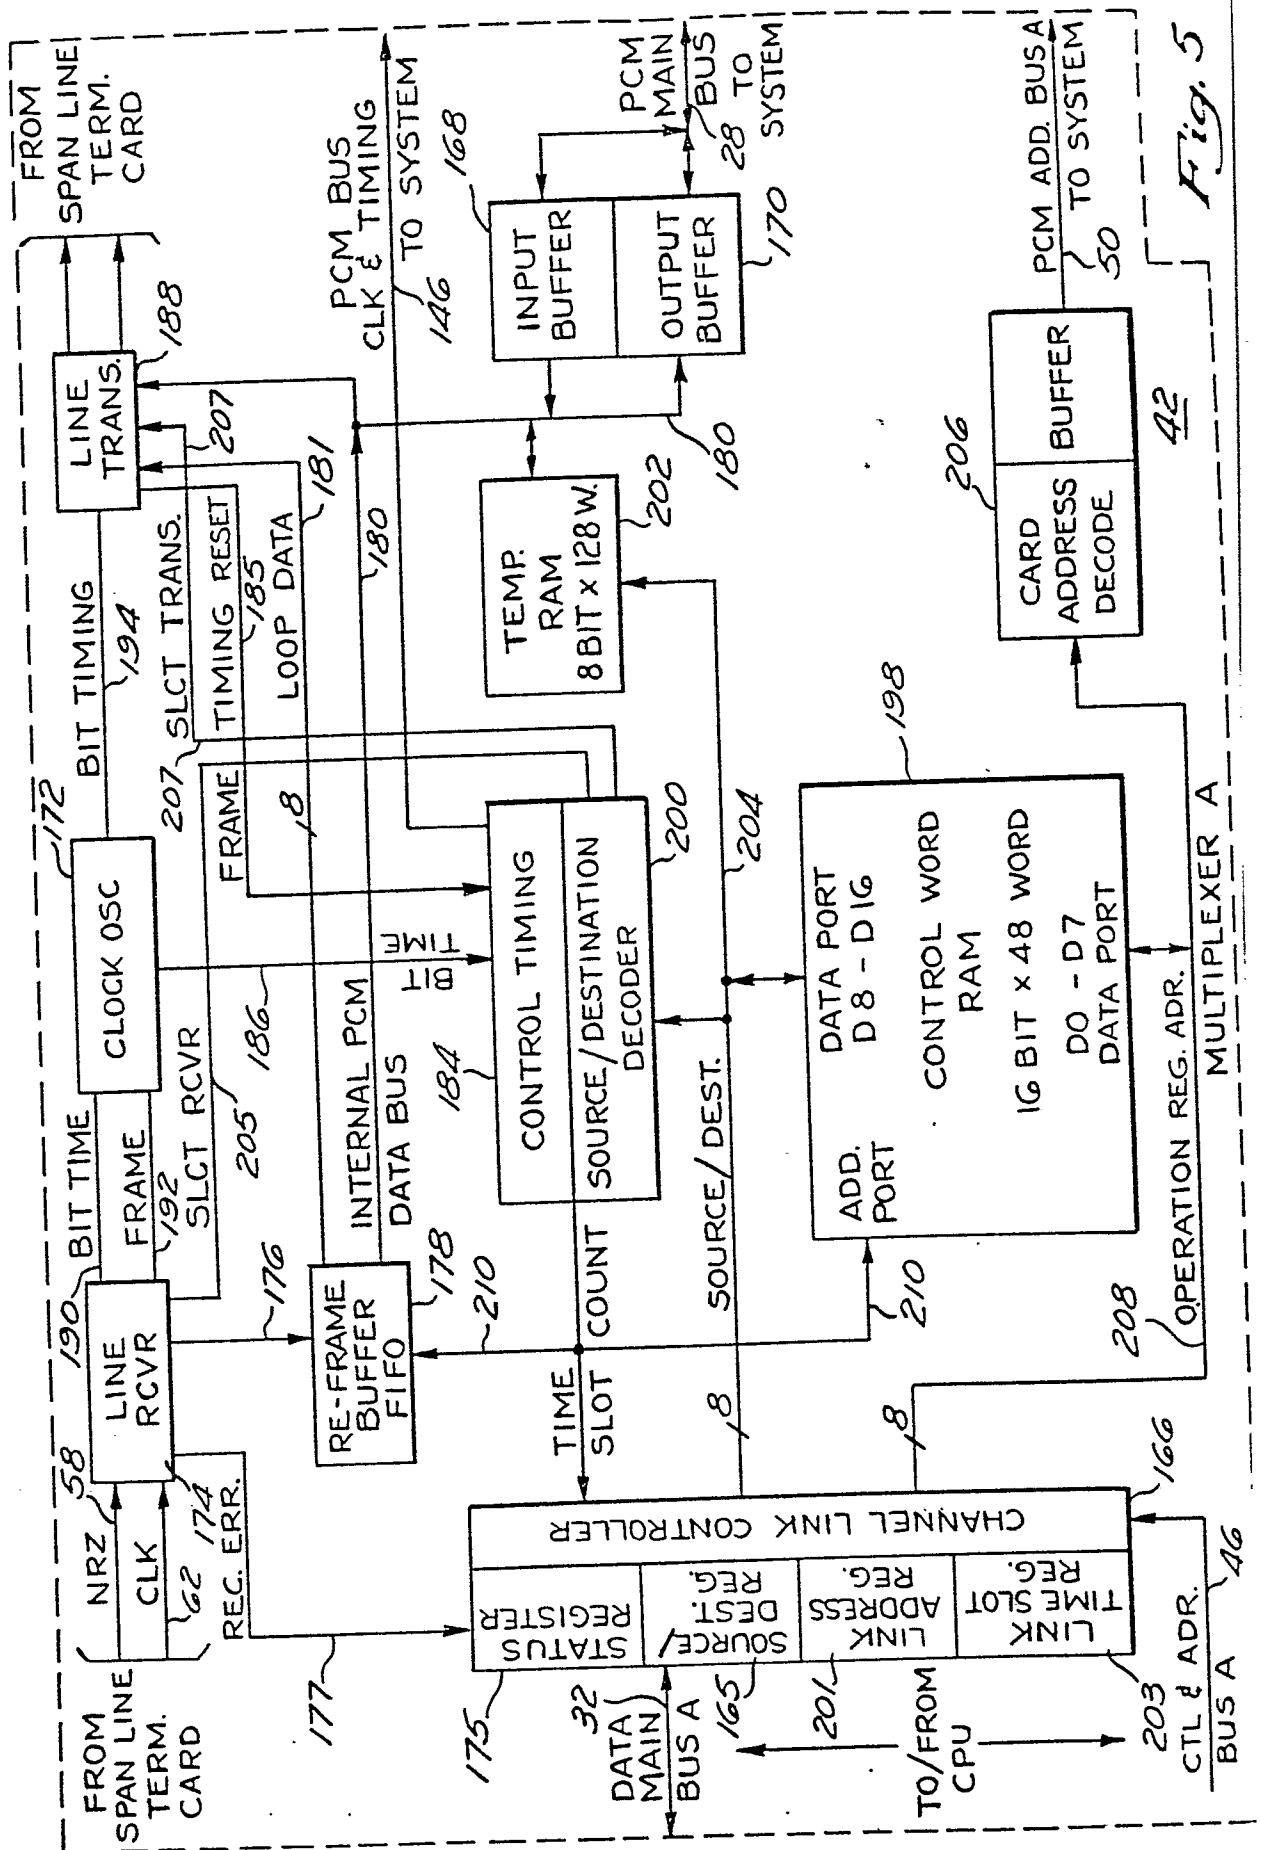 FROM
SPAN LINE
TERM.
CARD
NRZ
58
CLK
62
LINE
RCVR
174
REC. ERR.
177
190
BIT TIME
FRAME
192
SLCT RCVR
205
176
CLOCK OSC
172
186
BIT
TIME
BIT TIMING
194
LINE
TRANS.
188
FROM
SPAN LINE
TERM.
CARD
207
SLCT TRANS.
207
FRAME
TIMING RESET
185
8
LOOP DATA
181
RE-FRAME
BUFFER
FIFO
178
INTERNAL PCM
DATA BUS
180
210
PCM BUS
CLK & TIMING
146
TO SYSTEM
184
CONTROL TIMING
SOURCE/DESTINATION
DECODER
200
TIME
SLOT
COUNT
TEMP.
RAM
8 BIT x 128 W.
202
180
INPUT
BUFFER
168
OUTPUT
BUFFER
170
PCM
MAIN
BUS
TO
SYSTEM
28
175
STATUS
REGISTER
SOURCE/
DEST.
REG.
LINK
ADDRESS
REG.
LINK
TIME SLOT
REG.
CHANNEL LINK CONTROLLER
166
32
DATA
MAIN
BUS A
165
201
TO/FROM
CPU
203
CTL & ADR.
BUS A
46
8
SOURCE/DEST.
204
8
210
ADD.
PORT
DATA PORT
D8 - D16
CONTROL WORD
RAM
16 BIT x 48 WORD
D0 - D7
DATA PORT
198
208
OPERATION REG. ADR.
MULTIPLEXER A
CARD
ADDRESS
DECODE
BUFFER
206
42
PCM ADD. BUS A
TO SYSTEM
50
Fig. 5